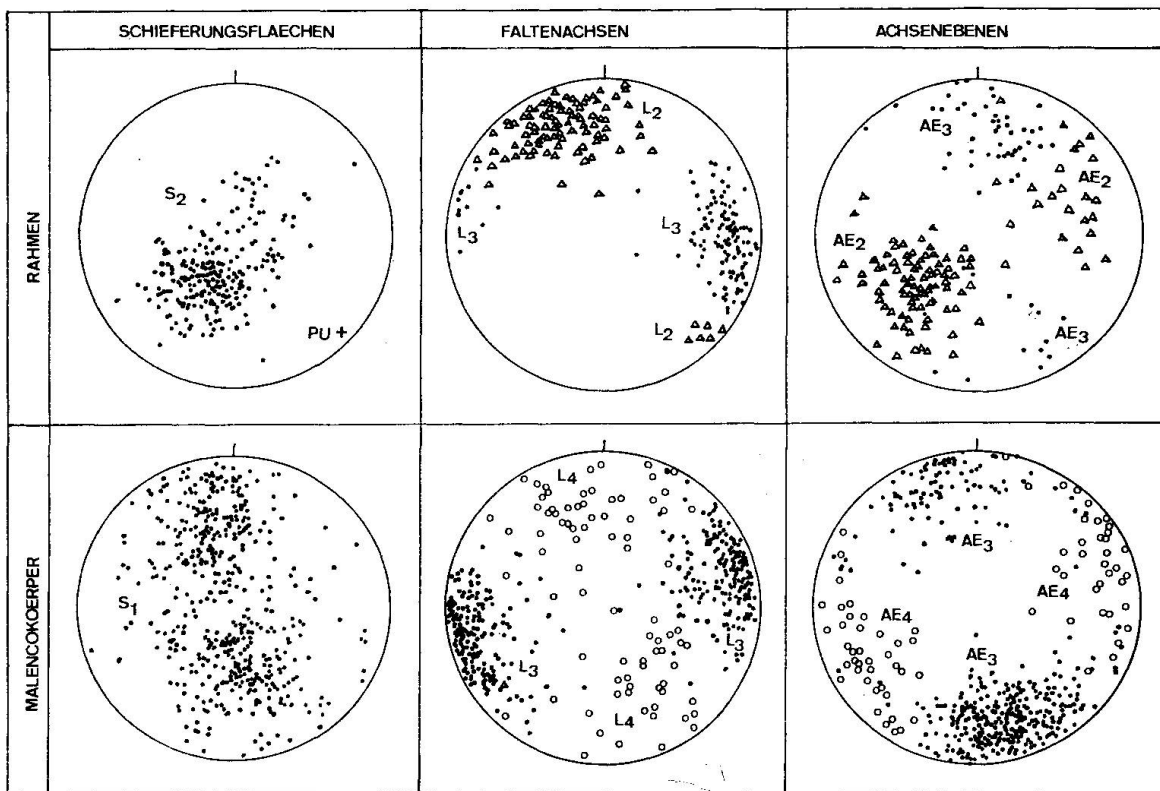 SCHIEFERUNGSFLAECHEN
FALTENACHSEN
ACHSENEBENEN
RAHMEN
S2
PU +
L2
L3
L3
L2
AE3
AE2
AE2
AE3
MALENCOKOERPER
S1
L4
L3
L3
L4
AE3
AE4
AE4
AE3